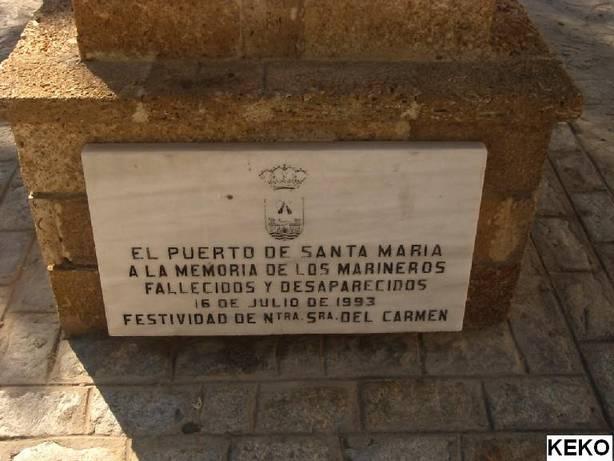 EL PUERTO DE SANTA MARIA
A LA MEMORIA DE LOS MARINEROS
FALLECIDOS Y DESAPARECIDOS
16 DE JULIO DE 1993
FESTIVIDAD DE NTRA. SRA. DEL CARMEN
KEKO